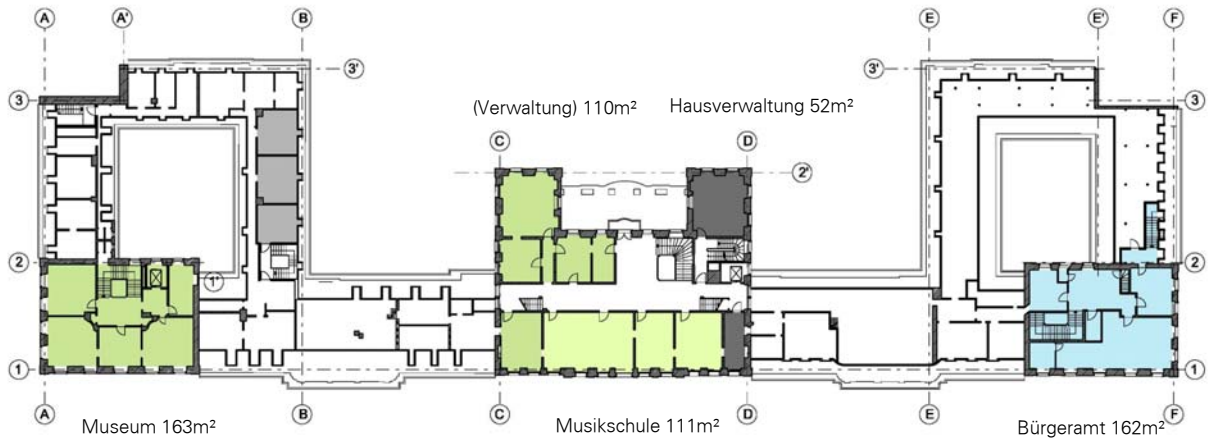 A A' B E E' F
3' 3'
3 3
(Verwaltung) 110m² Hausverwaltung 52m²
C D
2'
2 2
1'
1 1
A B C D E F
Museum 163m² Musikschule 111m² Bürgeramt 162m²